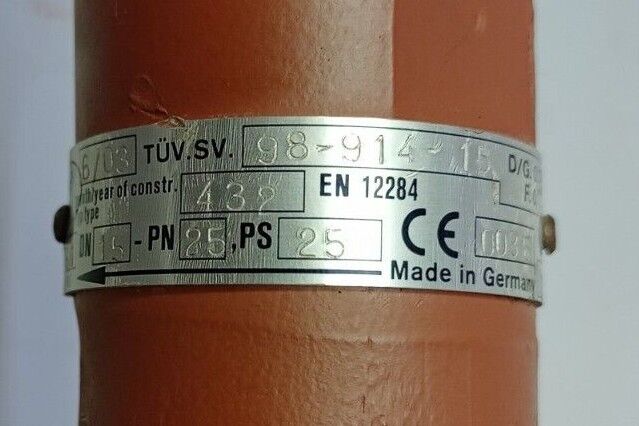 6/03 TÜV.SV. 98-914-15 D/G.
/year of constr. 432 EN 12284 F.
type
DN 15 - PN 25, PS 25 CE 003
Made in Germany